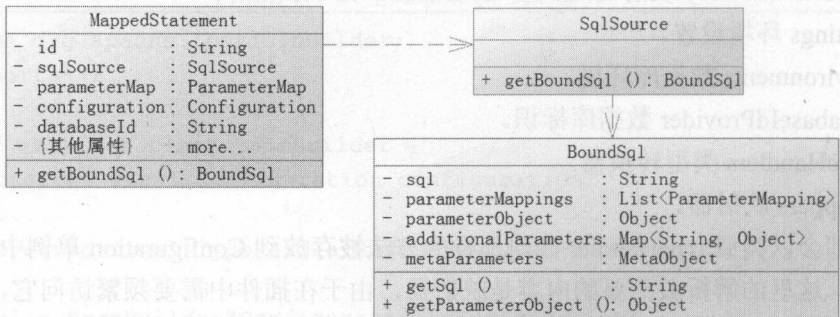 MappedStatement
- id : String
- sqlSource : SqlSource
- parameterMap : ParameterMap
- configuration : Configuration
- databaseId : String
- {其他属性} : more...
+ getBoundSql (): BoundSql
SqlSource
+ getBoundSql (): BoundSql
BoundSql
- sql : String
- parameterMappings : List<ParameterMapping>
- parameterObject : Object
- additionalParameters: Map<String, Object>
- metaParameters : MetaObject
+ getSql () : String
+ getParameterObject (): Object